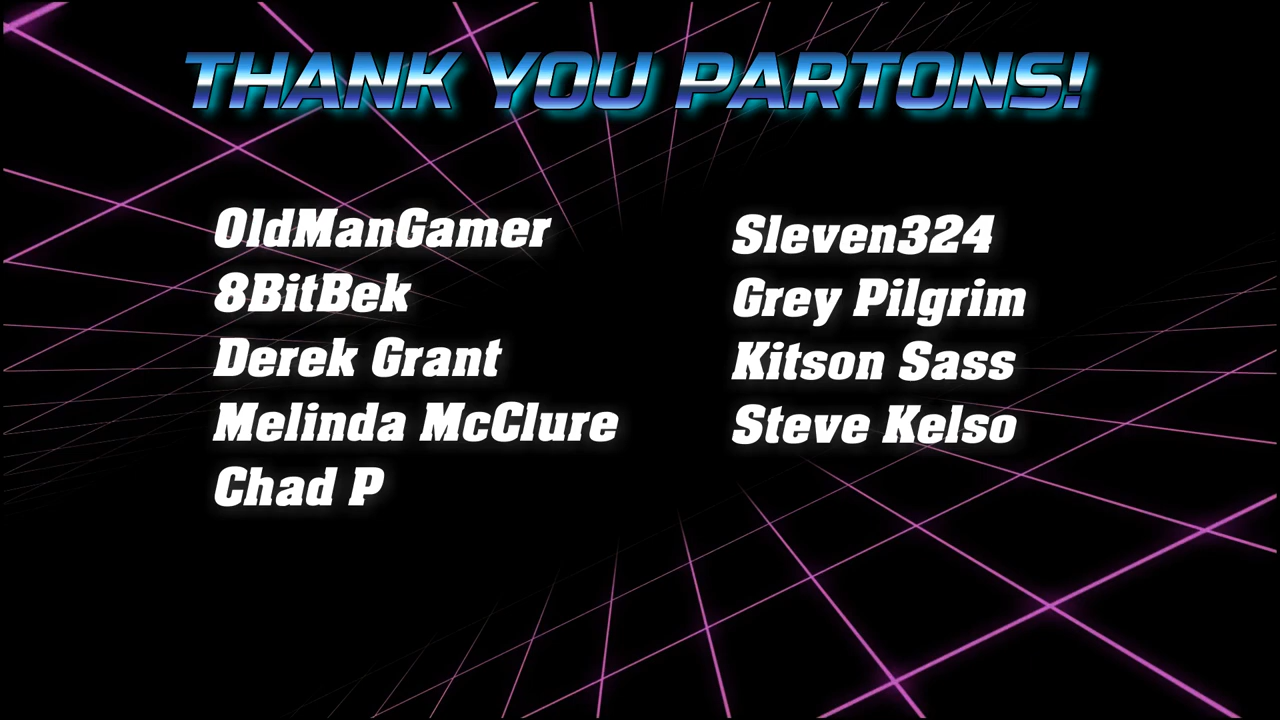 THANK YOU PARTONS!
OldManGamer
8BitBek
Derek Grant
Melinda McClure
Chad P
Sleven324
Grey Pilgrim
Kitson Sass
Steve Kelso